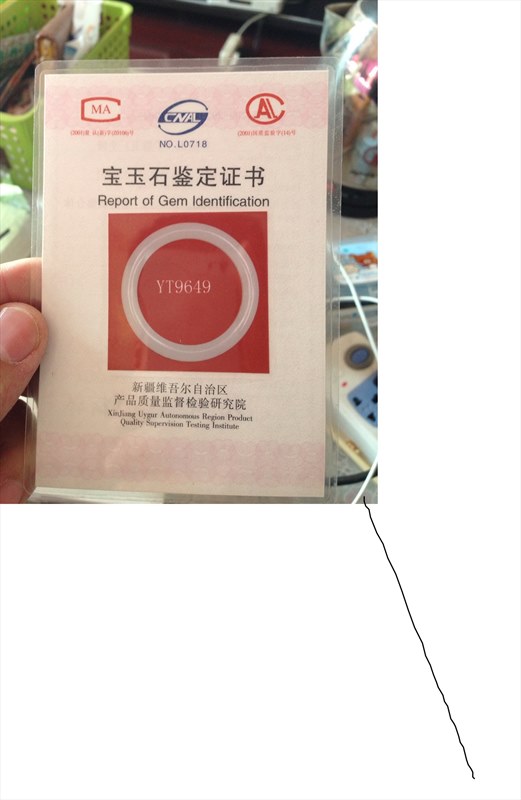 MA
CNAL
AL
NO.L0718
宝玉石鉴定证书
Report of Gem Identification
YT9649
新疆维吾尔自治区
产品质量监督检验研究院
XinJiang Uygur Autonomous Region Product
Quality Supervision Testing Institute